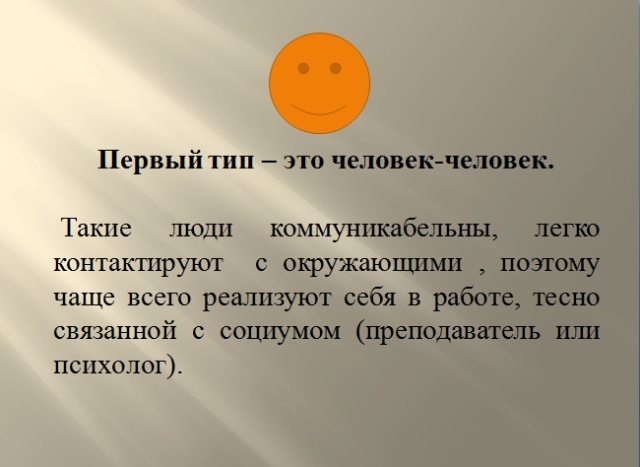 Первый тип – это человек-человек.
Такие люди коммуникабельны, легко
контактируют с окружающими , поэтому
чаще всего реализуют себя в работе, тесно
связанной с социумом (преподаватель или
психолог).